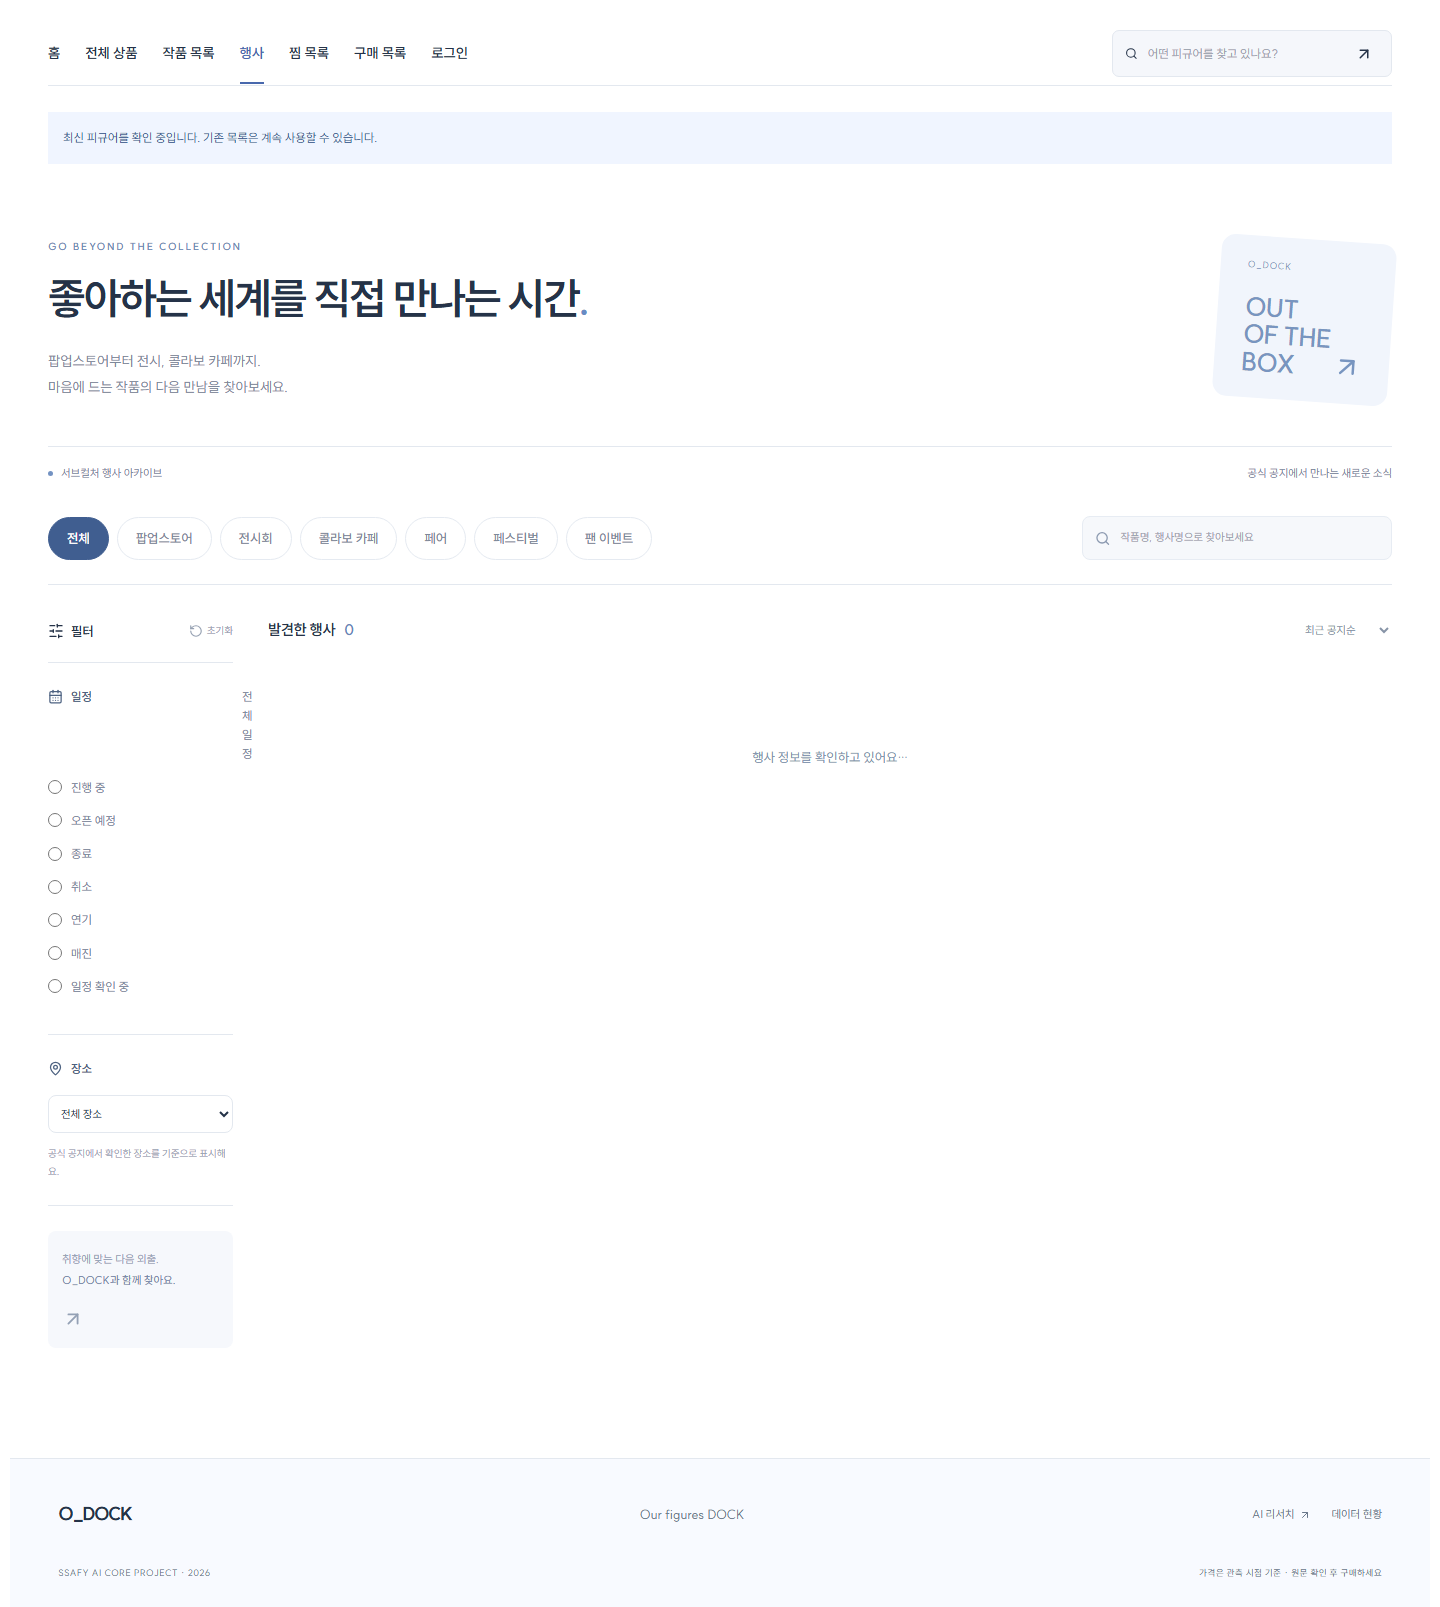 홈
전체 상품
작품 목록
행사
찜 목록
구매 목록
로그인
어떤 피규어를 찾고 있나요?
최신 피규어를 확인 중입니다. 기존 목록은 계속 사용할 수 있습니다.
GO BEYOND THE COLLECTION
좋아하는 세계를 직접 만나는 시간.
팝업스토어부터 전시, 콜라보 카페까지.
마음에 드는 작품의 다음 만남을 찾아보세요.
O_DOCK
OUT
OF THE
BOX
서브컬처 행사 아카이브
공식 공지에서 만나는 새로운 소식
전체
팝업스토어
전시회
콜라보 카페
페어
페스티벌
팬 이벤트
작품명, 행사명으로 찾아보세요
필터
초기화
발견한 행사 0
최근 공지순
일정
전
체
일
정
행사 정보를 확인하고 있어요…
진행 중
오픈 예정
종료
취소
연기
매진
일정 확인 중
장소
전체 장소
공식 공지에서 확인한 장소를 기준으로 표시해
요.
취향에 맞는 다음 외출.
O_DOCK과 함께 찾아요.
O_DOCK
Our figures DOCK
AI 리서치
데이터 현황
SSAFY AI CORE PROJECT · 2026
가격은 관측 시점 기준 · 원문 확인 후 구매하세요